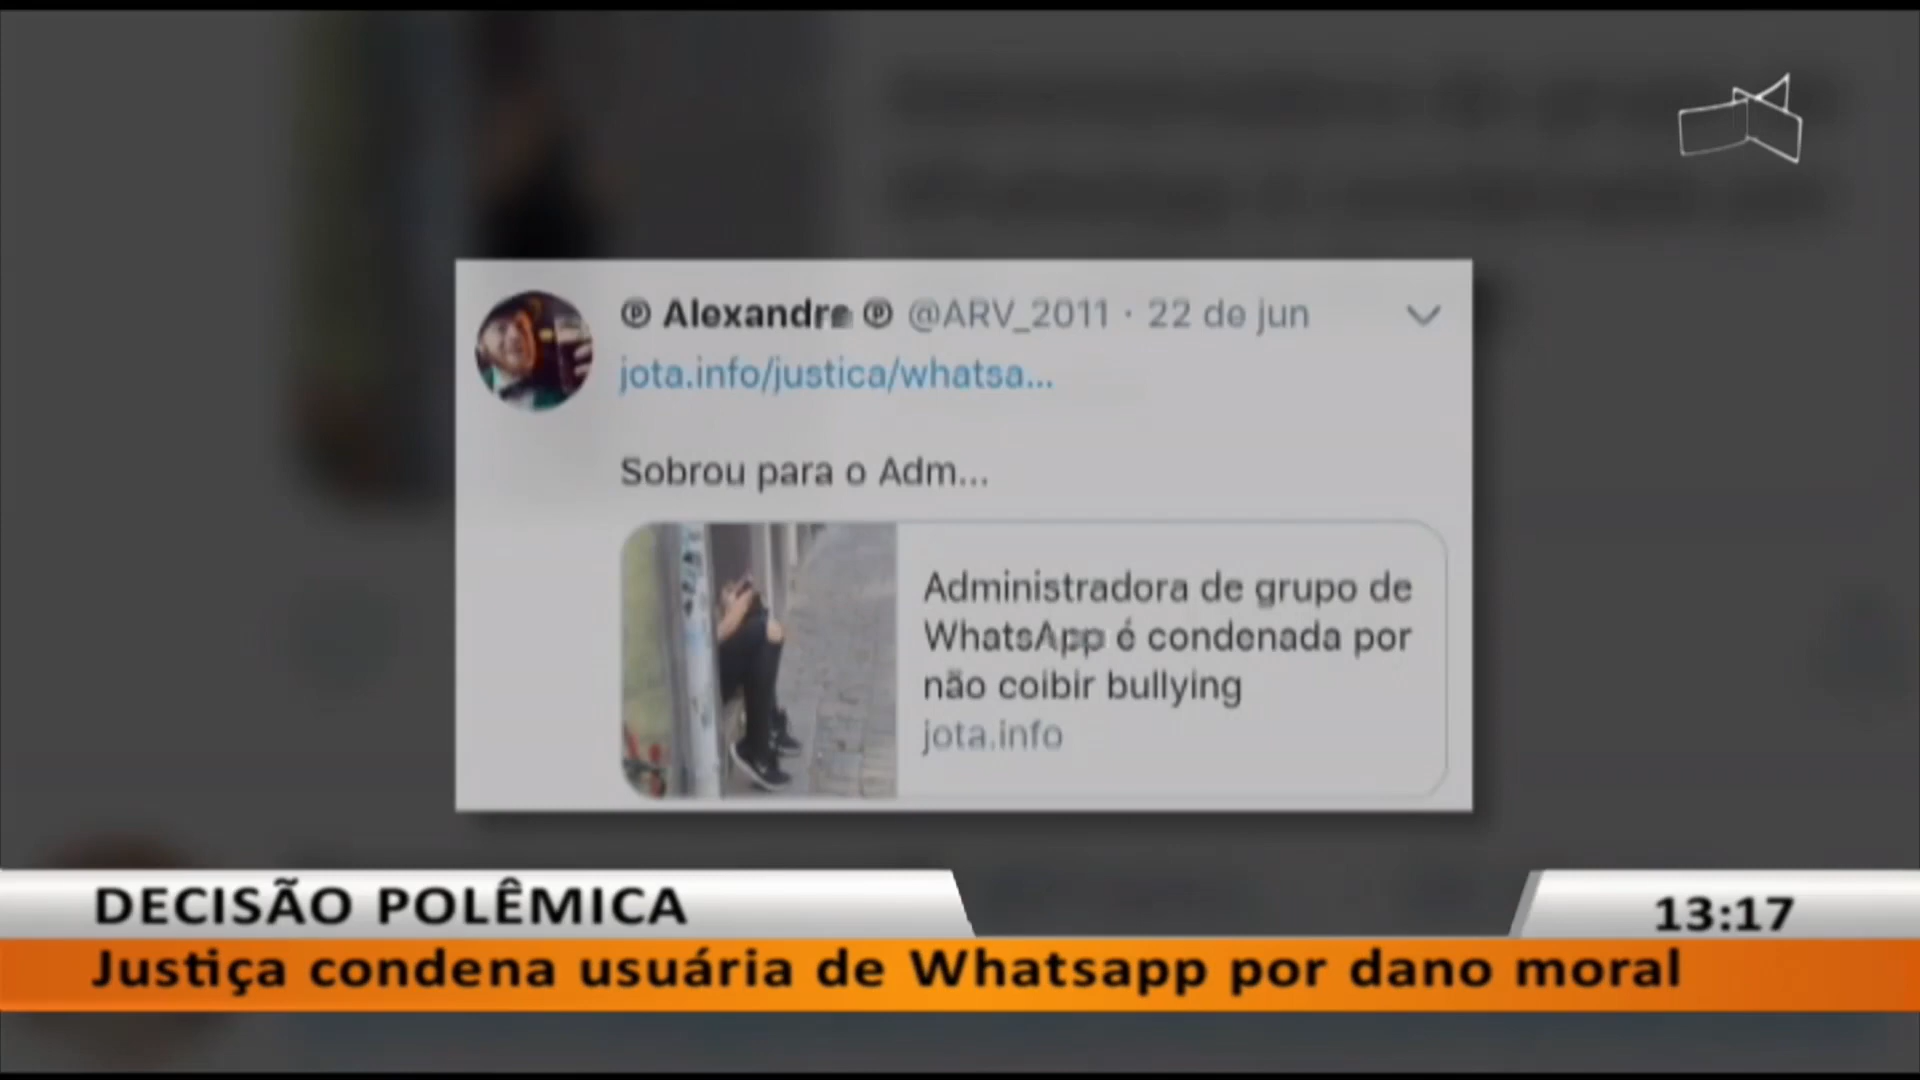 ℗ Alexandre ℗ @ARV_2011 · 22 de jun
jota.info/justica/whatsa...
Sobrou para o Adm...
Administradora de grupo de
WhatsApp é condenada por
não coibir bullying
jota.info
DECISÃO POLÊMICA
13:17
Justiça condena usuária de Whatsapp por dano moral